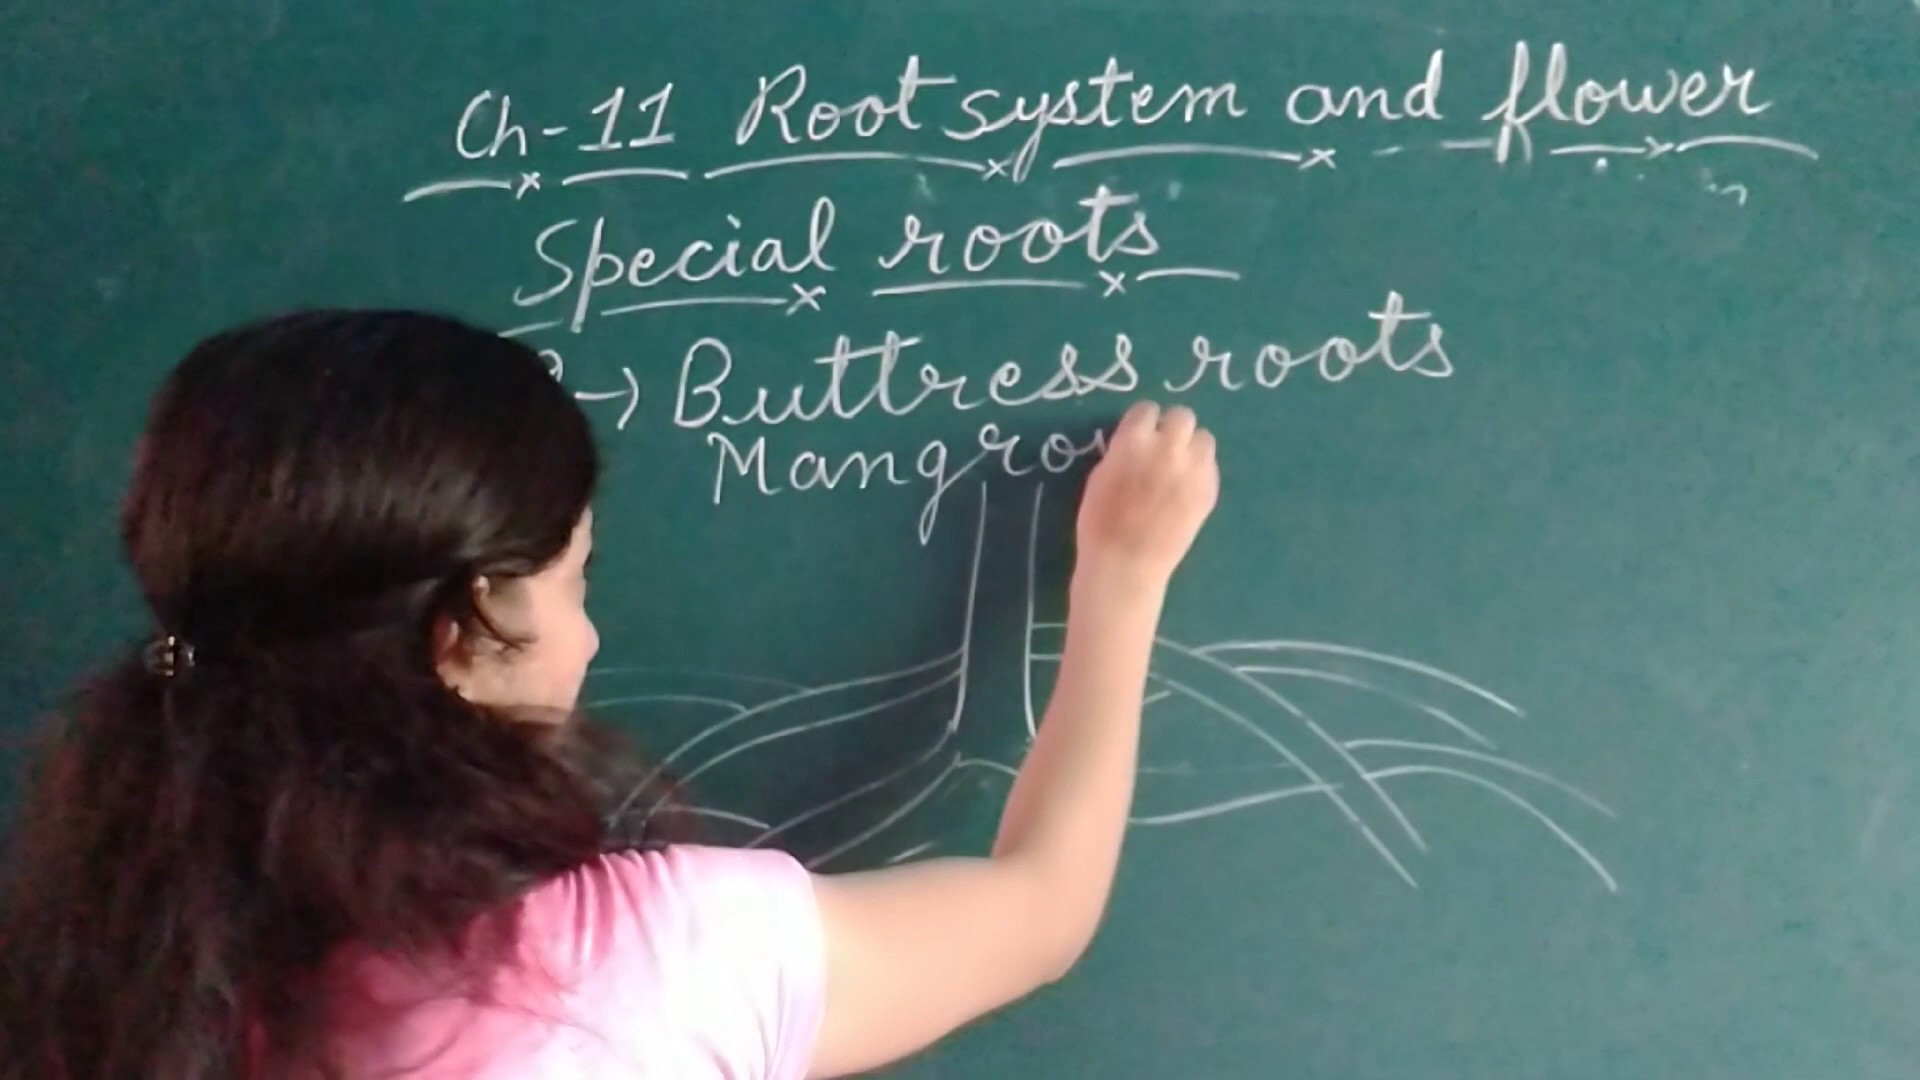 Ch-11 Root system and flower
Special roots
→ Buttress roots
Mangro